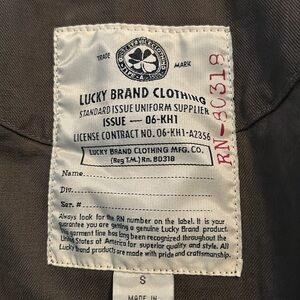 TRADE MARK
LUCKY BRAND CLOTHING
STANDARD ISSUE UNIFORM SUPPLIER
ISSUE — 06-KH1
LICENSE CONTRACT NO. 06-KH1-A2356
LUCKY BRAND CLOTHING MFG. CO.
(Reg T.M.) Rn. 80318
Name
Div.
Ser. #
Always look for the RN number on the label. It is your
guarantee you are getting a genuine Lucky Brand product.
This garment line has long been recognized throughout the
United States of America for superior quality and style. All
Lucky brand products are made with pride and craftsmanship.
RN-80318
S
MADE IN